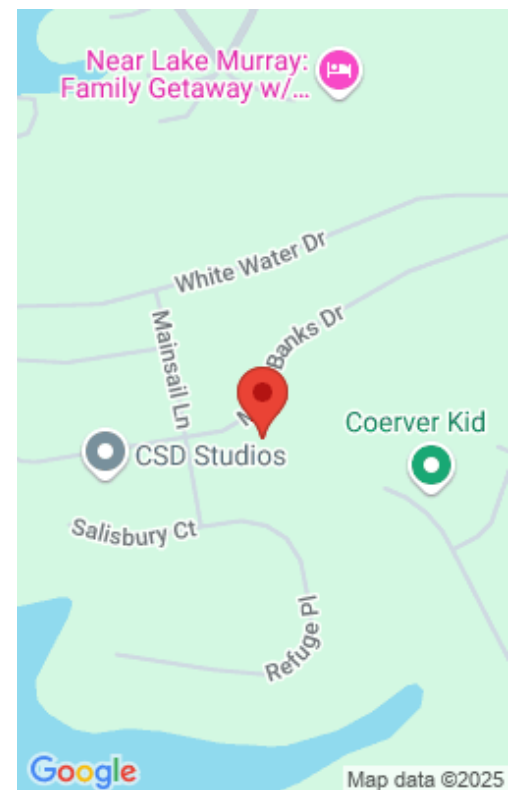 Near Lake Murray:
Family Getaway w/...
White Water Dr
Mainsail Ln
Banks Dr
Coerver Kid
CSD Studios
Salisbury Ct
Refuge Pl
Google
Map data ©2025